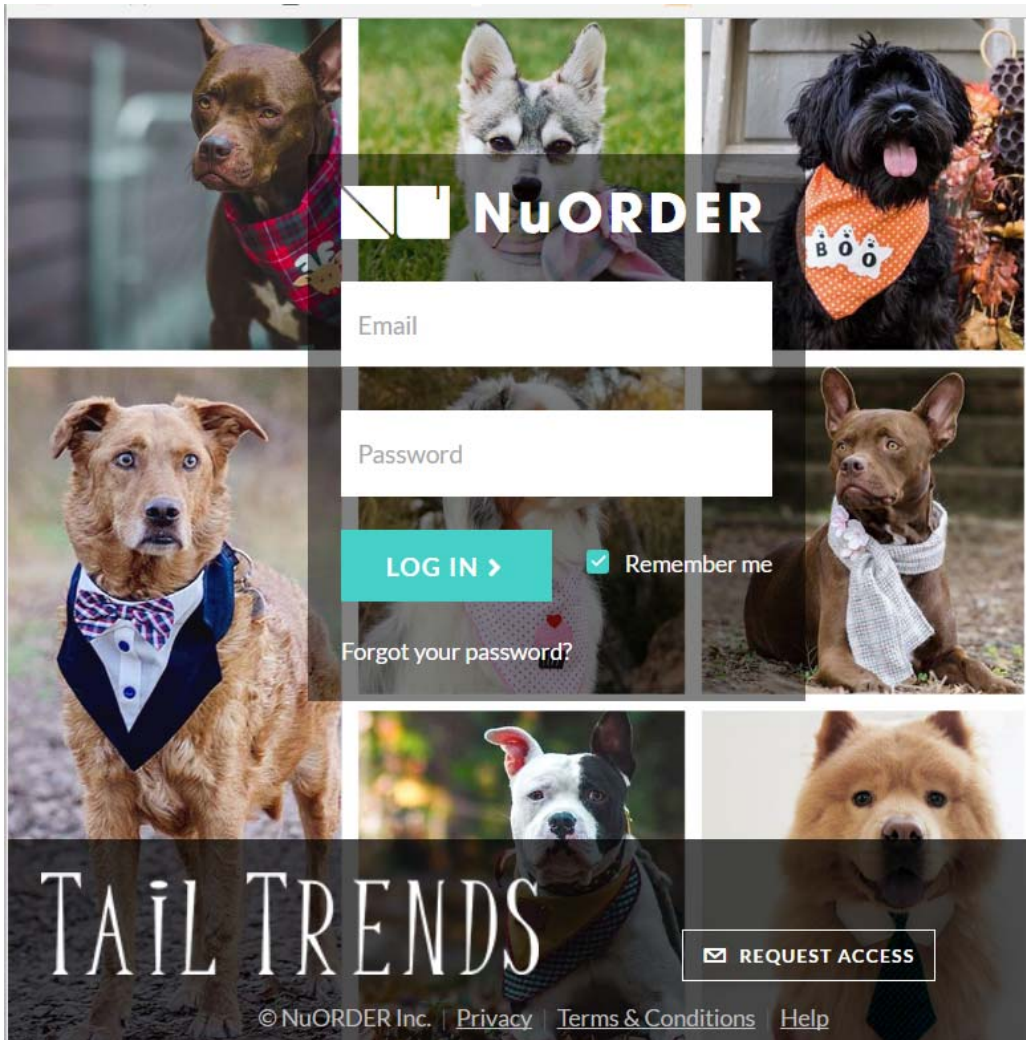 NuORDER
BOO
Email
Password
LOG IN
Remember me
Forgot your password?
TAiL TRENDS
REQUEST ACCESS
© NuORDER Inc. | Privacy | Terms & Conditions | Help